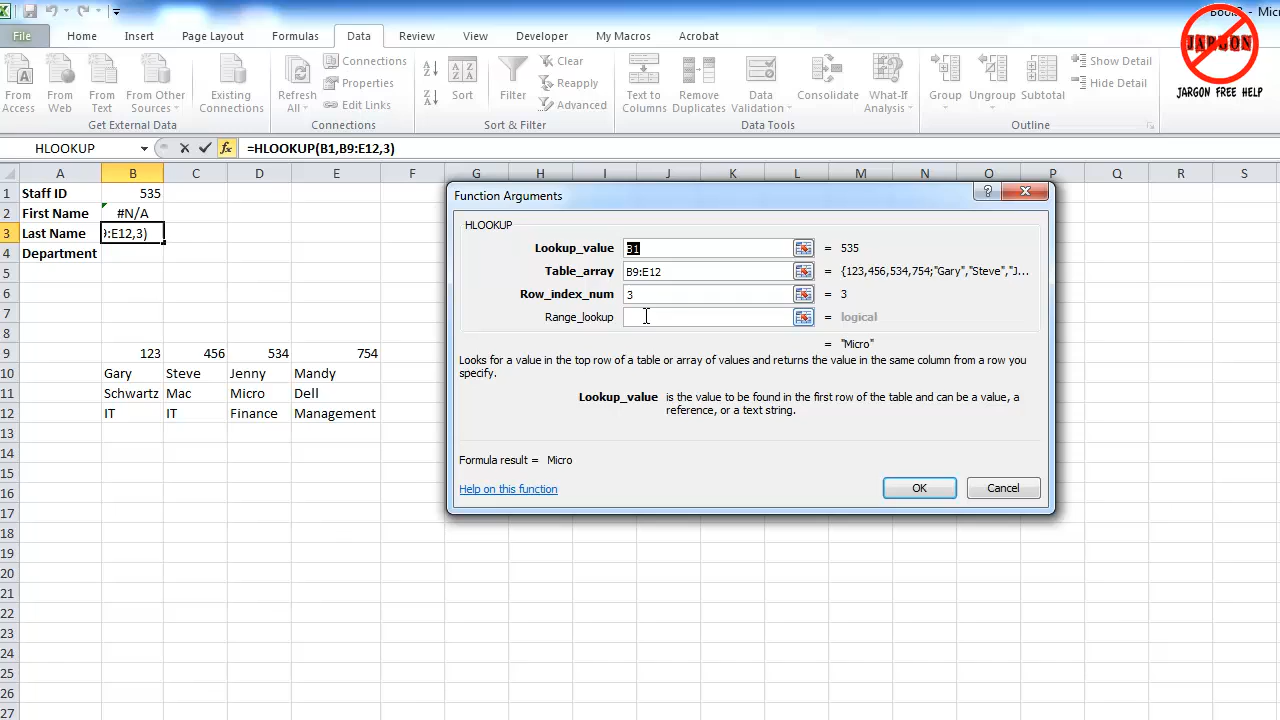 File Home Insert Page Layout Formulas Data Review View Developer My Macros Acrobat
JARGON
JARGON FREE HELP
From Access
From Web
From Text
From Other Sources
Existing Connections
Refresh All
Connections
Properties
Edit Links
Sort
Filter
Clear
Reapply
Advanced
Text to Columns
Remove Duplicates
Data Validation
Consolidate
What-If Analysis
Group
Ungroup
Subtotal
Show Detail
Hide Detail
Get External Data
Connections
Sort & Filter
Data Tools
Outline
HLOOKUP fx =HLOOKUP(B1,B9:E12,3)
A B C D E F G H I J K L M N O P Q R S
1 Staff ID 535
2 First Name #N/A
3 Last Name ):E12,3)
4 Department
5
6
7
8
9 123 456 534 754
10 Gary Steve Jenny Mandy
11 Schwartz Mac Micro Dell
12 IT IT Finance Management
13
14
15
16
17
18
19
20
21
22
23
24
25
26
27
Function Arguments
HLOOKUP
Lookup_value B1 = 535
Table_array B9:E12 = {123,456,534,754;"Gary","Steve","J...
Row_index_num 3 = 3
Range_lookup = logical
= "Micro"
Looks for a value in the top row of a table or array of values and returns the value in the same column from a row you
specify.
Lookup_value is the value to be found in the first row of the table and can be a value, a
reference, or a text string.
Formula result = Micro
Help on this function
OK Cancel